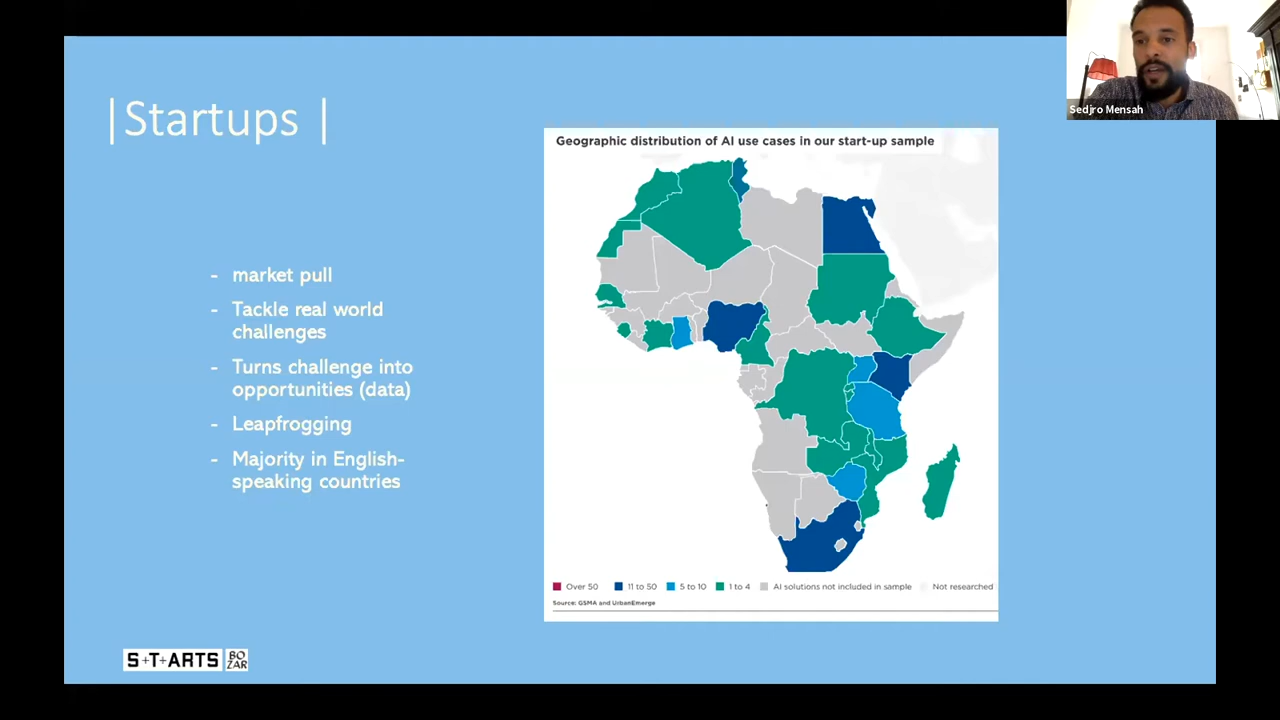 |Startups |
- market pull
- Tackle real world
challenges
- Turns challenge into
opportunities (data)
- Leapfrogging
- Majority in English-
speaking countries
Geographic distribution of AI use cases in our start-up sample
Over 50 11 to 50 5 to 10 1 to 4 AI solutions not included in sample Not researched
Source: GSMA and UrbanEmerge
S+T+ARTS
BO
ZAR
Sedjro Mensah